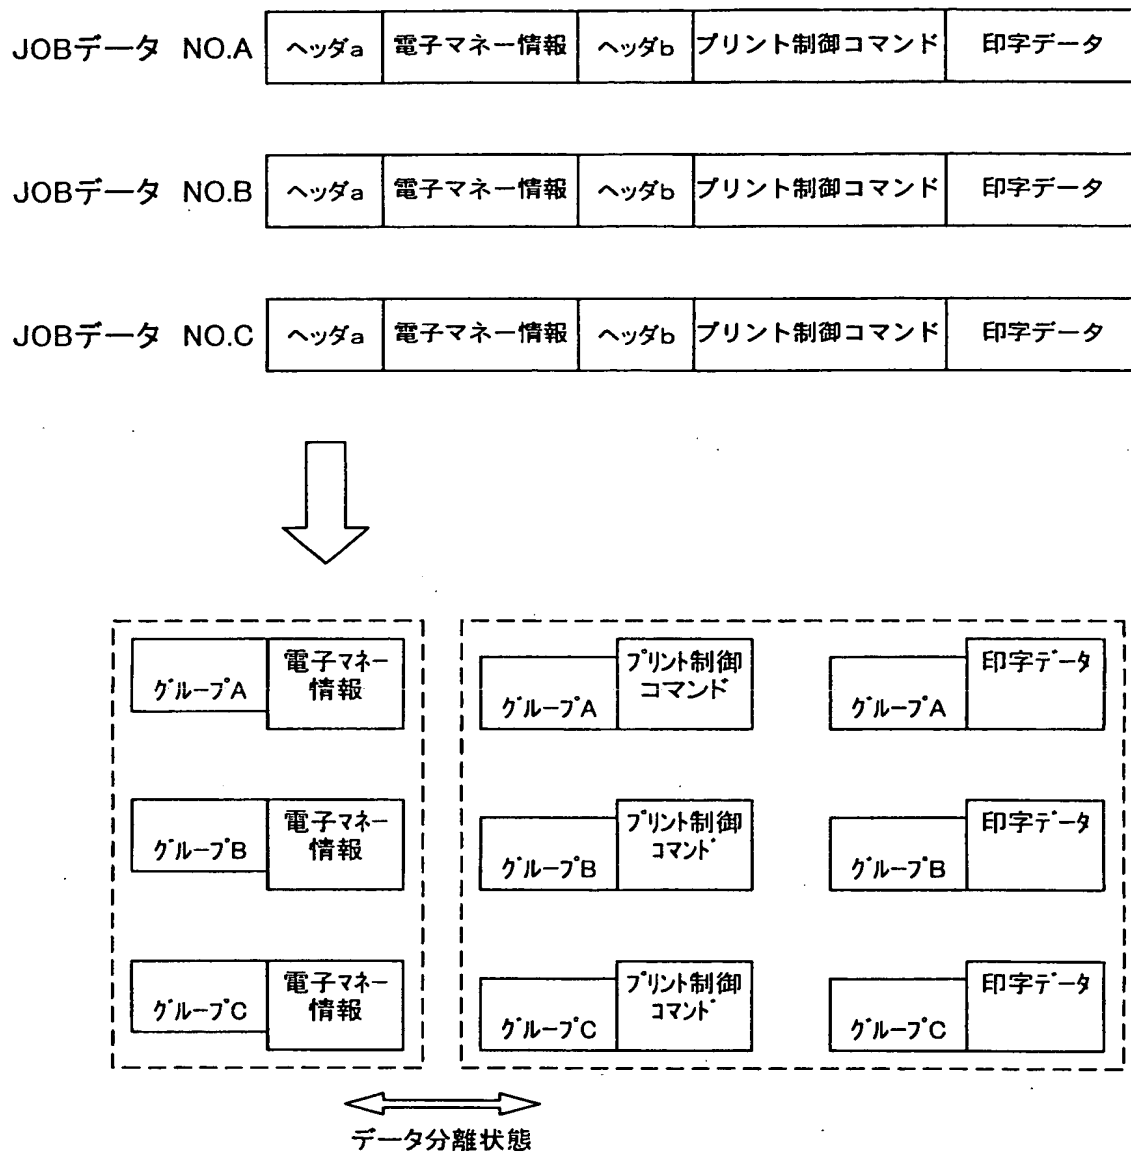 JOBデータ NO.A ヘッダa 電子マネー情報 ヘッダb プリント制御コマンド 印字データ
JOBデータ NO.B ヘッダa 電子マネー情報 ヘッダb プリント制御コマンド 印字データ
JOBデータ NO.C ヘッダa 電子マネー情報 ヘッダb プリント制御コマンド 印字データ
グループA
電子マネー
情報
グループA
プリント制御
コマンド
グループA
印字データ
グループB
電子マネー
情報
グループB
プリント制御
コマンド
グループB
印字データ
グループC
電子マネー
情報
グループC
プリント制御
コマンド
グループC
印字データ
データ分離状態